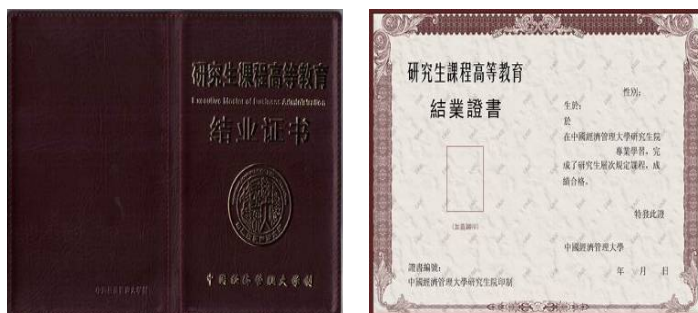 研究生課程高等教育
Executive Master of Business Administration
结业证书
中国经济管理大学制
研究生課程高等教育
結業證書
性別:
生於:
於
在中國經濟管理大學研究生院
專業學習,完
成了研究生層次規定課程,成
績合格。
特發此證
中國經濟管理大學
證書編號:
年 月 日
中國經濟管理大學研究生院印制